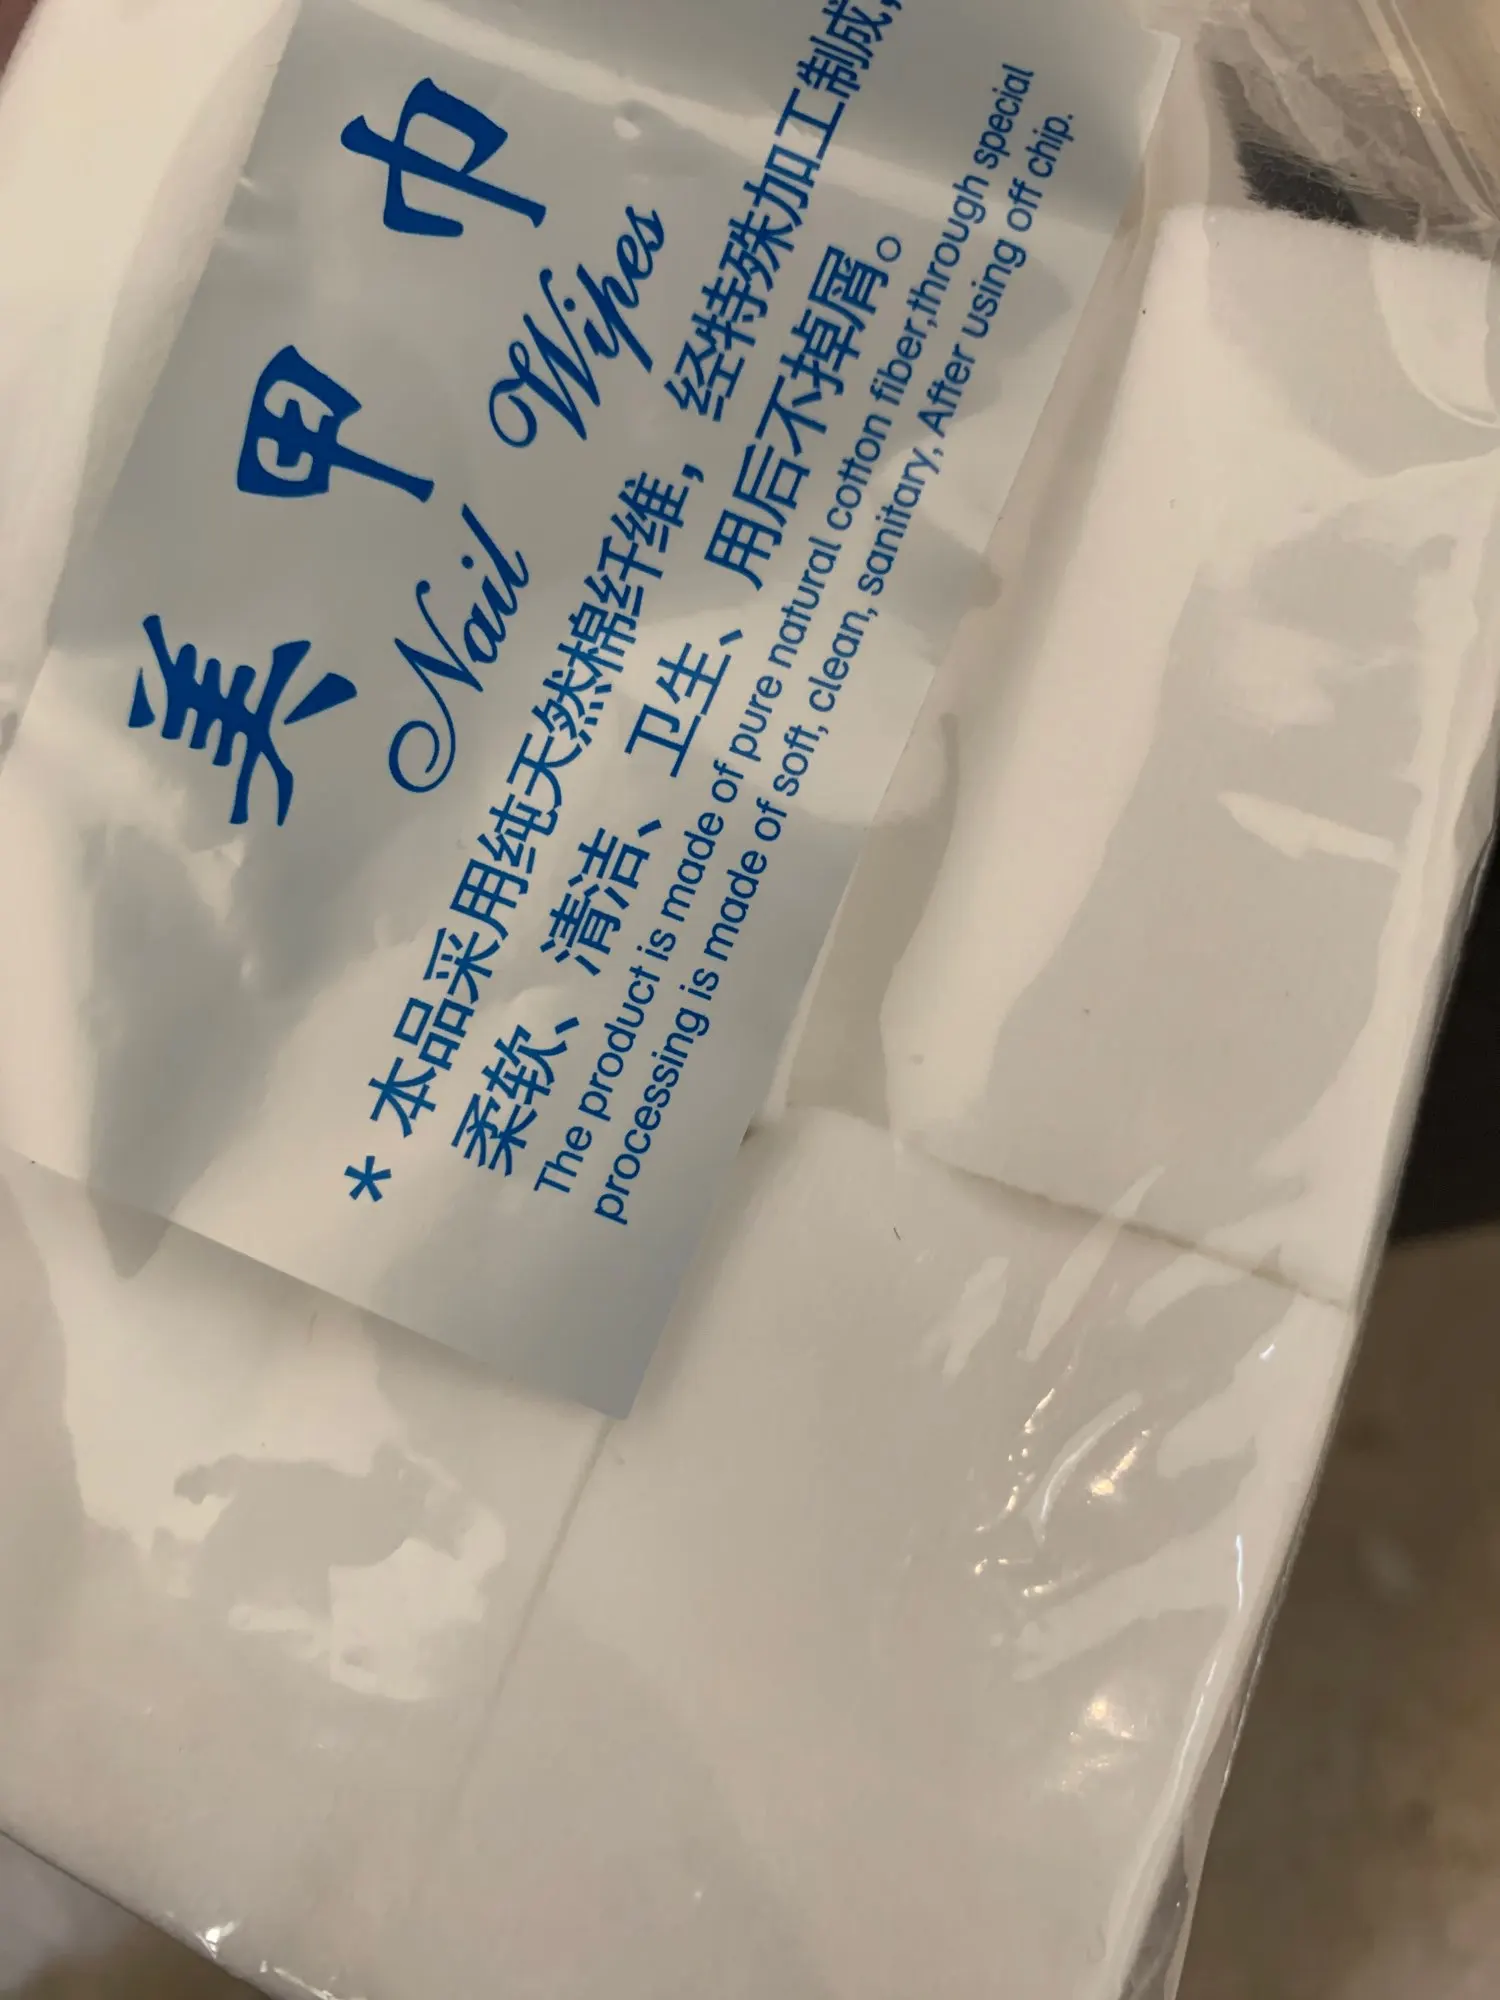 美甲巾
Nail Wipes
* 本品采用纯天然棉纤维，经特殊加工制成，
柔软、清洁、卫生、用后不掉屑。
The product is made of pure natural cotton fiber,through special
processing is made of soft, clean, sanitary, After using off chip.